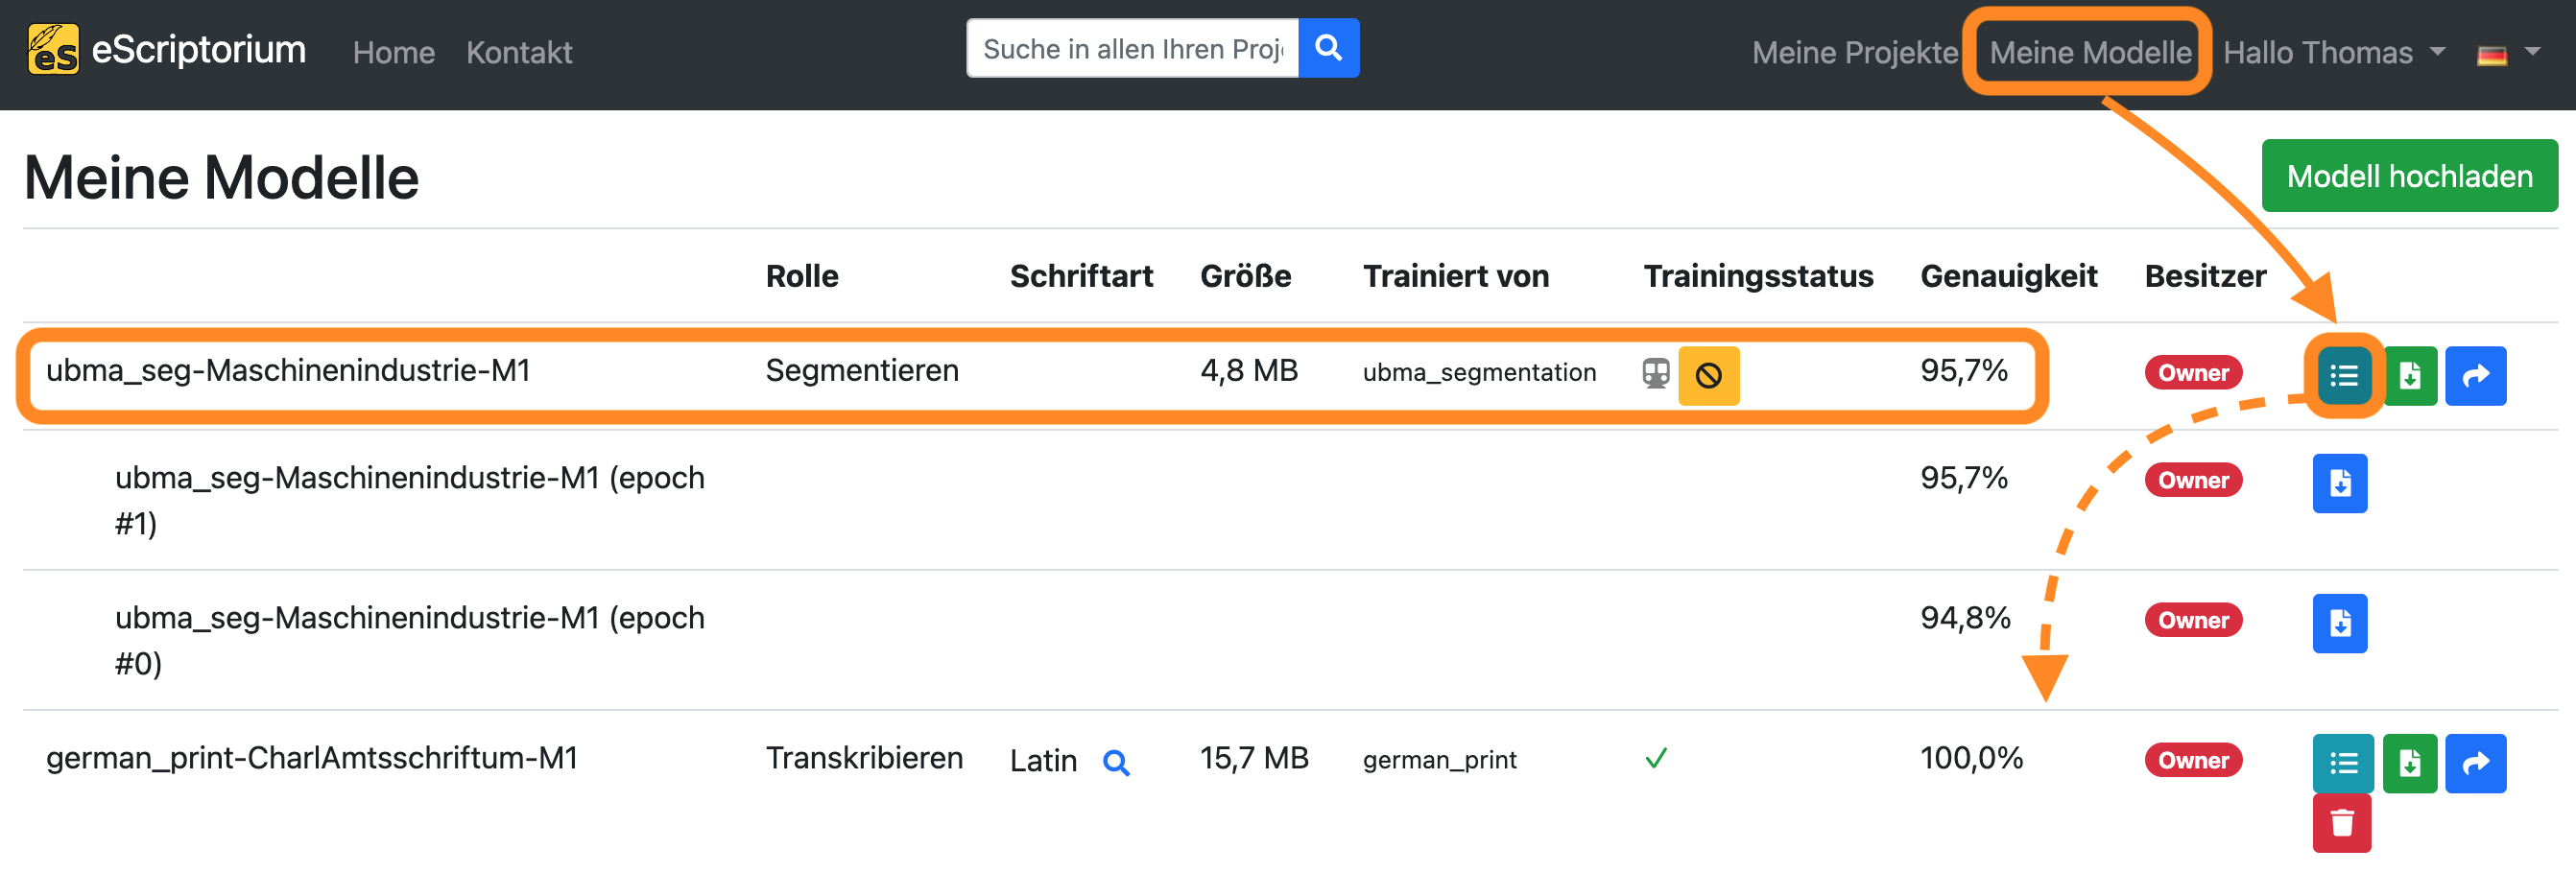 es eScriptorium Home Kontakt Suche in allen Ihren Proj Meine Projekte Meine Modelle Hallo Thomas
Meine Modelle Modell hochladen
Rolle Schriftart Größe Trainiert von Trainingsstatus Genauigkeit Besitzer
ubma_seg-Maschinenindustrie-M1 Segmentieren 4,8 MB ubma_segmentation 95,7% Owner
ubma_seg-Maschinenindustrie-M1 (epoch 95,7% Owner
#1)
ubma_seg-Maschinenindustrie-M1 (epoch 94,8% Owner
#0)
german_print-CharlAmtsschriftum-M1 Transkribieren Latin 15,7 MB german_print 100,0% Owner